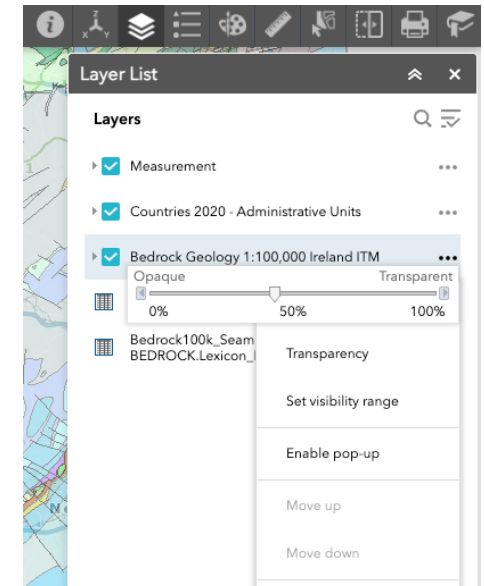 x z y
Layer List
Layers
Measurement
Countries 2020 - Administrative Units
Bedrock Geology 1:100,000 Ireland ITM
Opaque Transparent
0% 50% 100%
Bedrock100k_Seam
BEDROCK.Lexicon_
Transparency
Set visibility range
Enable pop-up
Move up
Move down
N